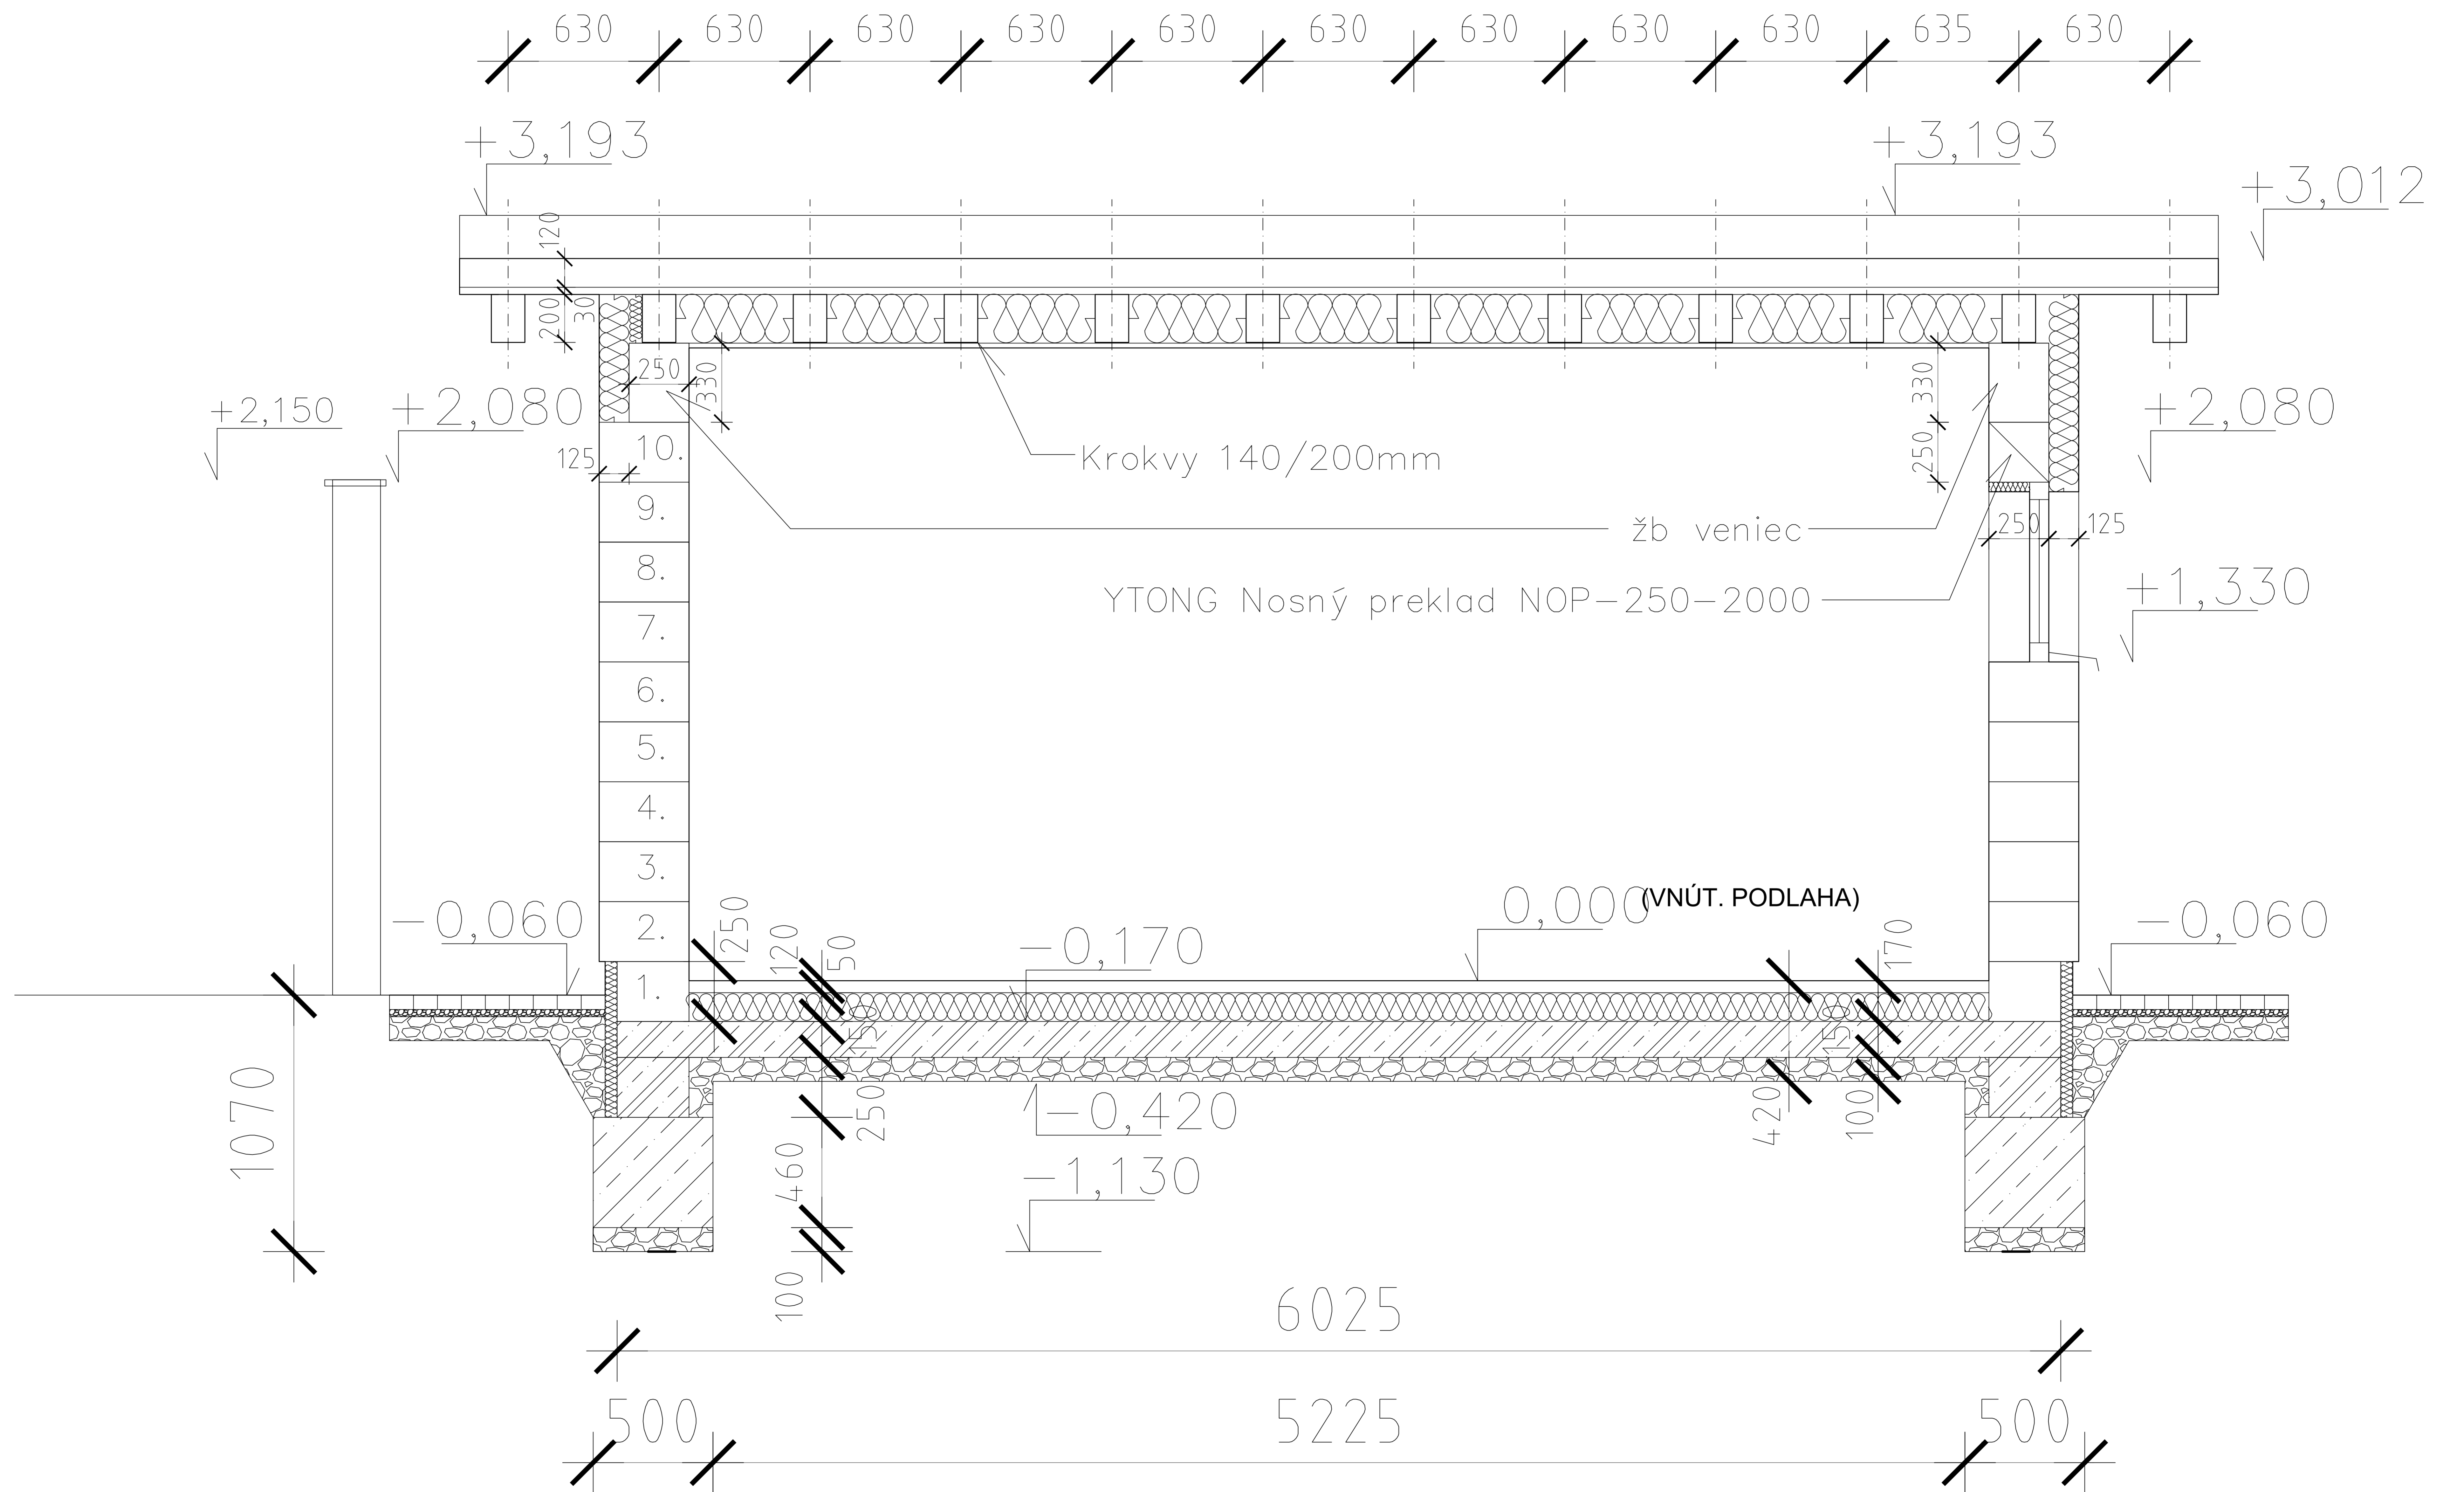 630 630 630 630 630 630 630 630 630 635 630
+3,193 +3,193
+3,012
120
200 30
250 330 330
+2,150 +2,080 +2,080
10.
125 Krokvy 140/200mm 250
9.
žb veniec 250 125
8.
YTONG Nosný preklad NOP-250-2000 +1,330
7.
6.
5.
4.
3.
0,000 (VNÚT. PODLAHA)
-0,060 2. 250 120 50 -0,170 170 -0,060
1.
150 150
1070 250 -0,420 420 100
460 -1,130
100
6025
500 5225 500